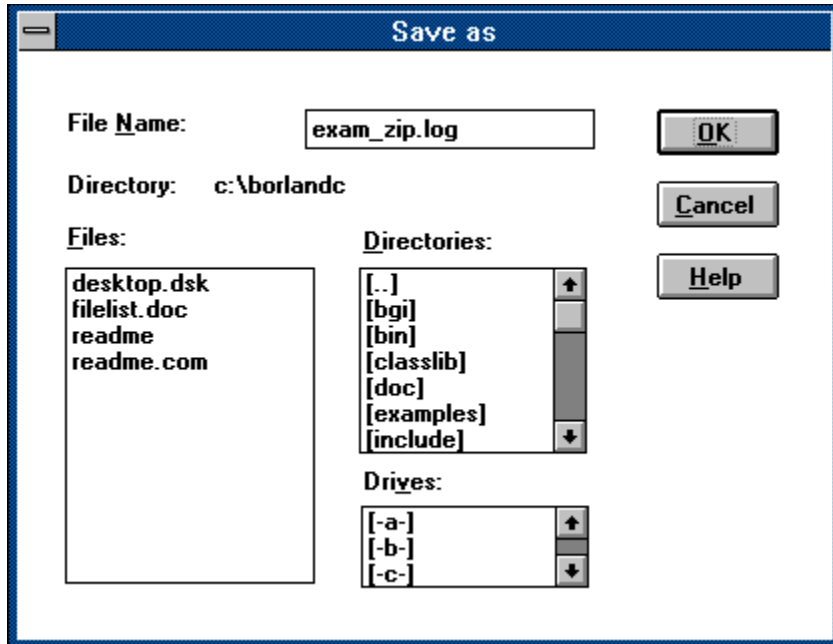 Save as
File Name:
exam_zip.log
OK
Directory: c:\borlandc
Cancel
Files:
desktop.dsk
filelist.doc
readme
readme.com
Directories:
[..]
[bgi]
[bin]
[classlib]
[doc]
[examples]
[include]
Help
Drives:
[-a-]
[-b-]
[-c-]